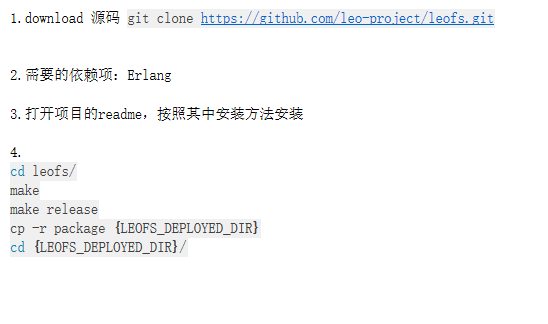 1.download 源码 git clone https://github.com/leo-project/leofs.git
2.需要的依赖项：Erlang
3.打开项目的readme，按照其中安装方法安装
4.
cd leofs/
make
make release
cp -r package {LEOFS_DEPLOYED_DIR}
cd {LEOFS_DEPLOYED_DIR}/